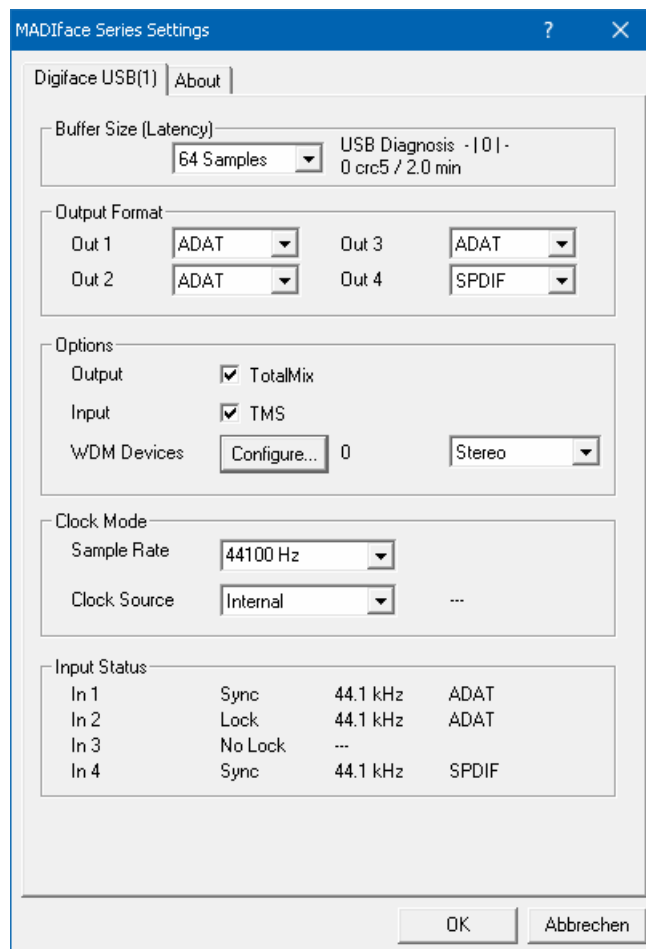 MADIface Series Settings ? ✕
Digiface USB(1) About
Buffer Size (Latency)
64 Samples USB Diagnosis - | 0 | -
0 crc5 / 2.0 min
Output Format
Out 1 ADAT Out 3 ADAT
Out 2 ADAT Out 4 SPDIF
Options
Output TotalMix
Input TMS
WDM Devices Configure... 0 Stereo
Clock Mode
Sample Rate 44100 Hz
Clock Source Internal ---
Input Status
In 1 Sync 44.1 kHz ADAT
In 2 Lock 44.1 kHz ADAT
In 3 No Lock ---
In 4 Sync 44.1 kHz SPDIF
OK Abbrechen